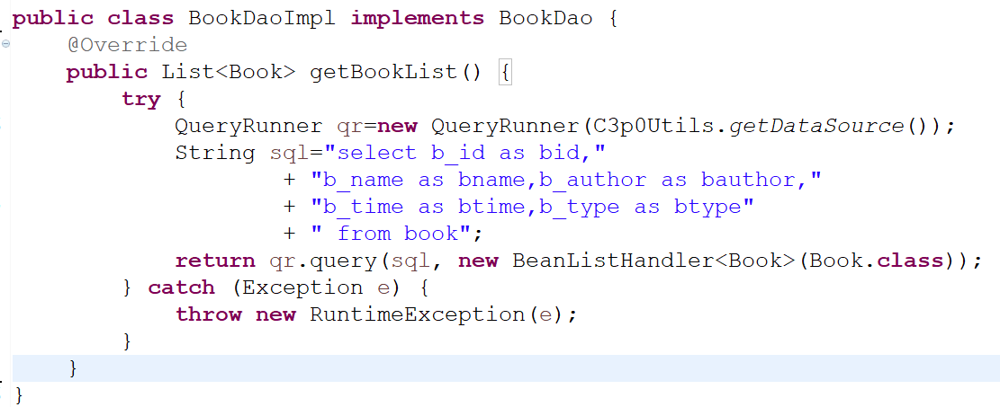 public class BookDaoImpl implements BookDao {
    @Override
    public List<Book> getBookList() {
        try {
            QueryRunner qr=new QueryRunner(C3p0Utils.getDataSource());
            String sql="select b_id as bid,"
                    + "b_name as bname,b_author as bauthor,"
                    + "b_time as btime,b_type as btype"
                    + " from book";
            return qr.query(sql, new BeanListHandler<Book>(Book.class));
        } catch (Exception e) {
            throw new RuntimeException(e);
        }
    }
}